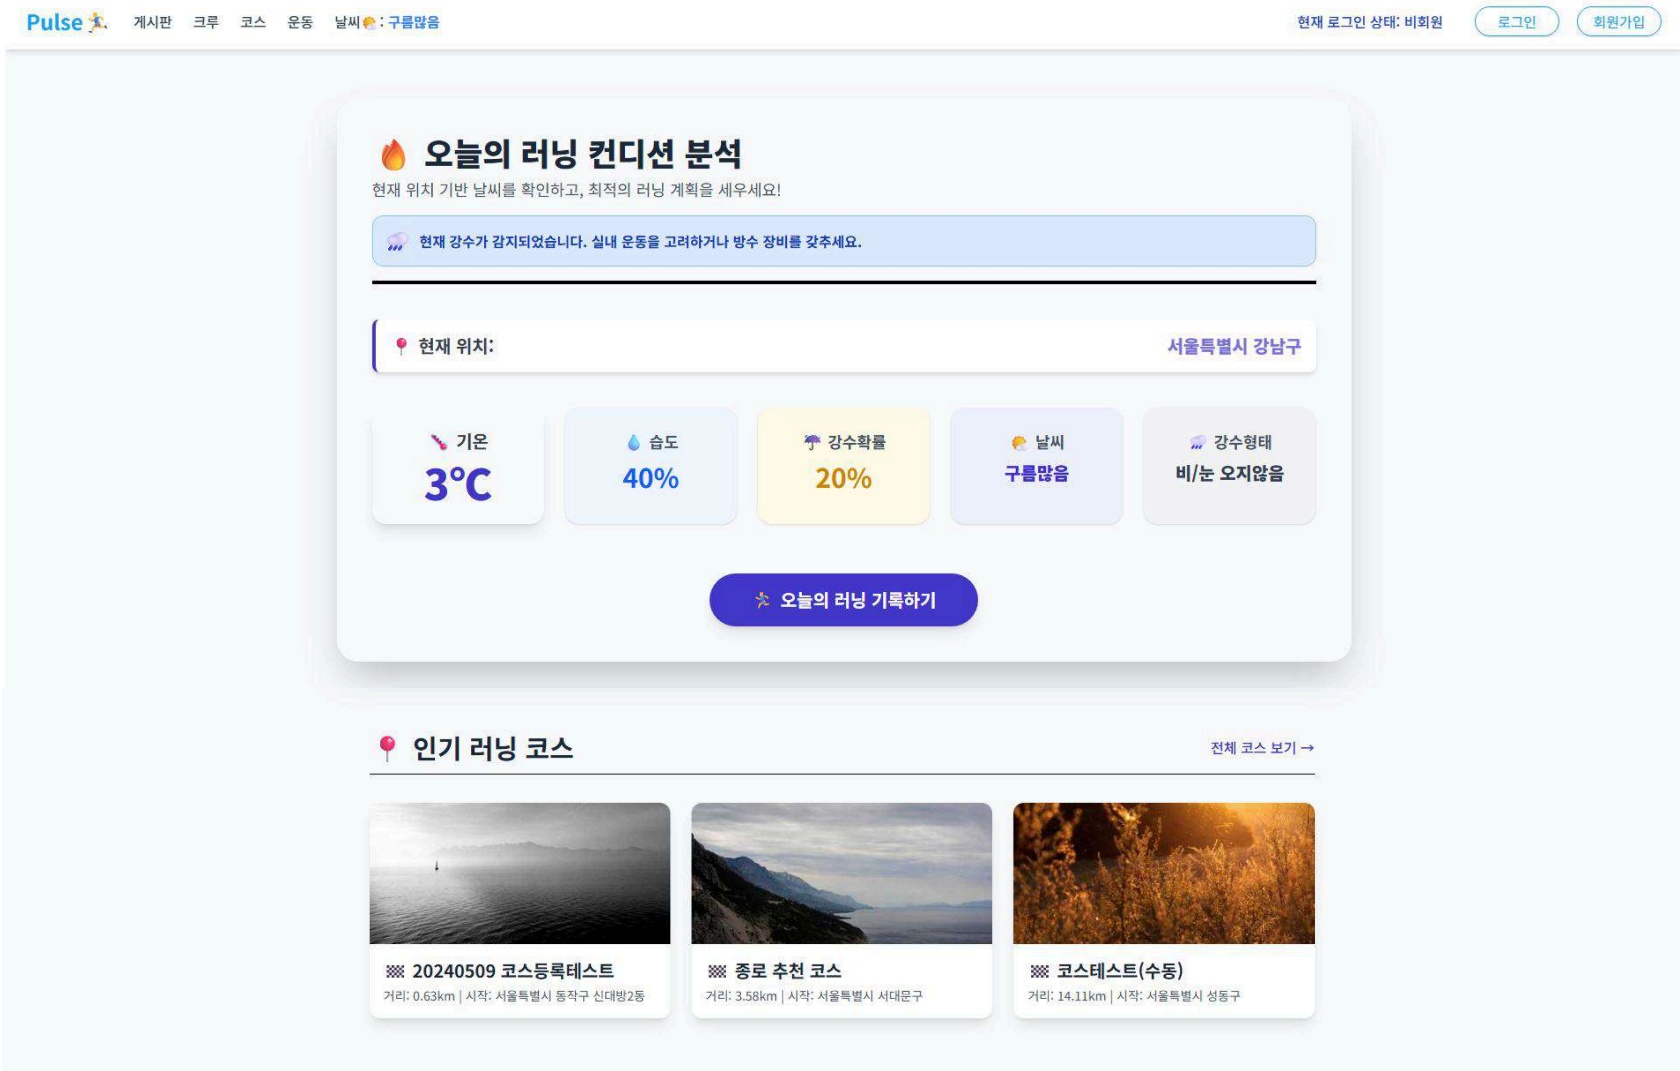 Pulse
게시판 크루 코스 운동 날씨 : 구름많음
현재 로그인 상태: 비회원 로그인 회원가입
오늘의 러닝 컨디션 분석
현재 위치 기반 날씨를 확인하고, 최적의 러닝 계획을 세우세요!
현재 강수가 감지되었습니다. 실내 운동을 고려하거나 방수 장비를 갖추세요.
현재 위치: 서울특별시 강남구
기온
3°C
습도
40%
강수확률
20%
날씨
구름많음
강수형태
비/눈 오지않음
오늘의 러닝 기록하기
인기 러닝 코스
전체 코스 보기 →
20240509 코스등록테스트
거리: 0.63km | 시작: 서울특별시 동작구 신대방2동
종로 추천 코스
거리: 3.58km | 시작: 서울특별시 서대문구
코스테스트(수동)
거리: 14.11km | 시작: 서울특별시 성동구